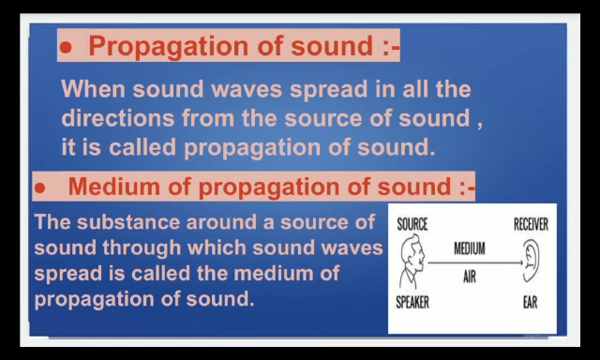 ● Propagation of sound :-
When sound waves spread in all the
directions from the source of sound ,
it is called propagation of sound.
● Medium of propagation of sound :-
The substance around a source of
sound through which sound waves
spread is called the medium of
propagation of sound.
SOURCE RECEIVER
MEDIUM
AIR
SPEAKER EAR